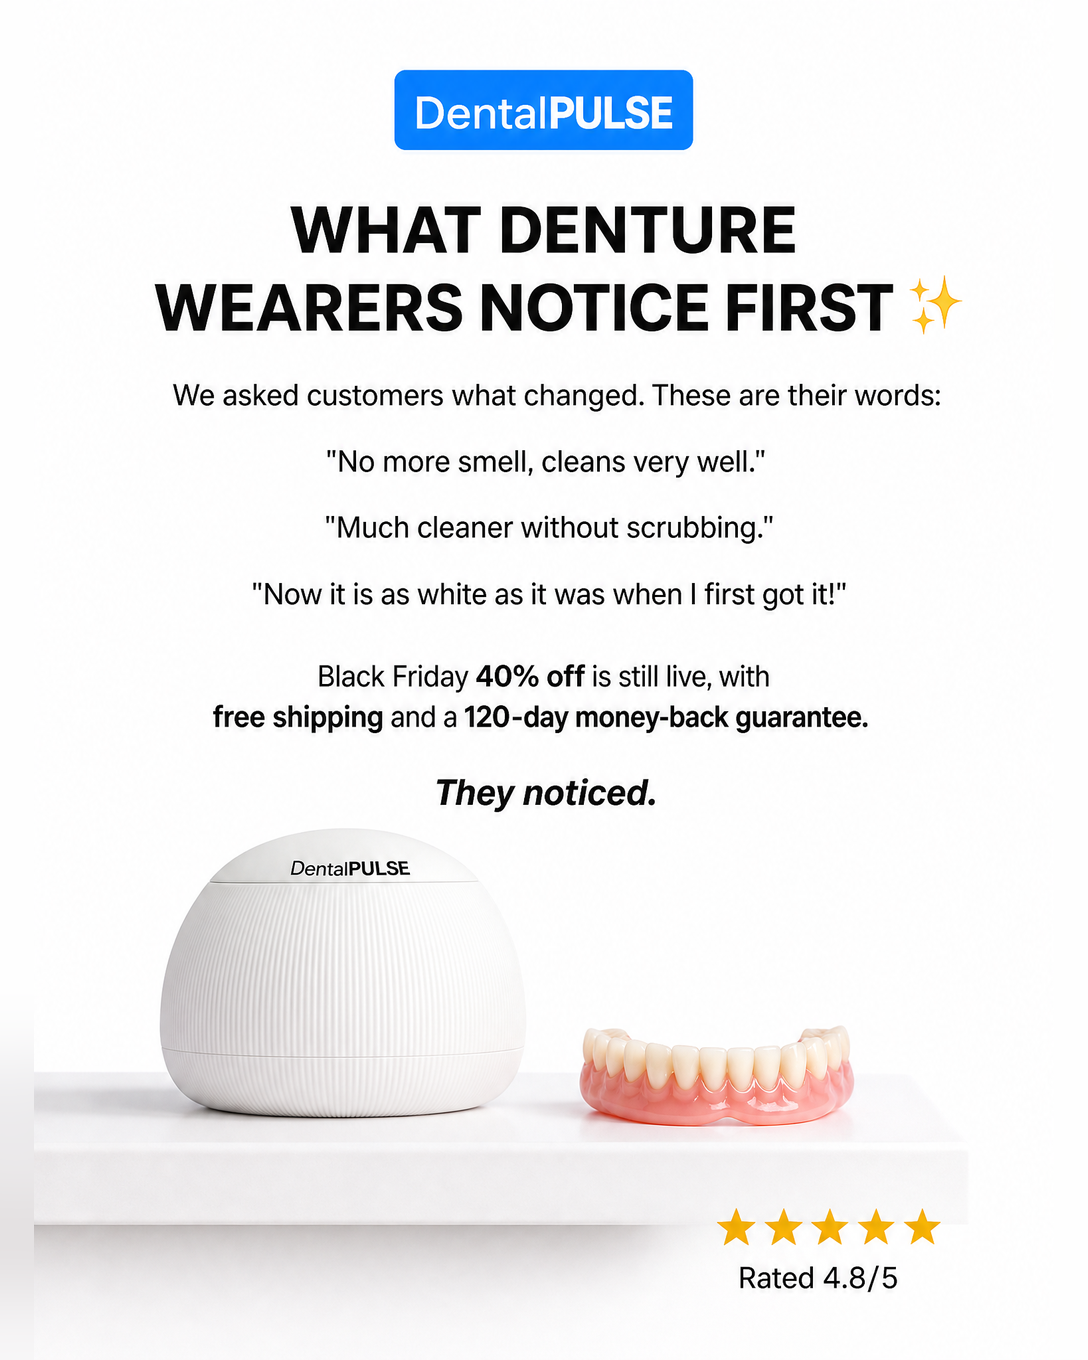 DentalPULSE
WHAT DENTURE
WEARERS NOTICE FIRST ✨
We asked customers what changed. These are their words:
"No more smell, cleans very well."
"Much cleaner without scrubbing."
"Now it is as white as it was when I first got it!"
Black Friday 40% off is still live, with
free shipping and a 120-day money-back guarantee.
They noticed.
DentalPULSE
Rated 4.8/5